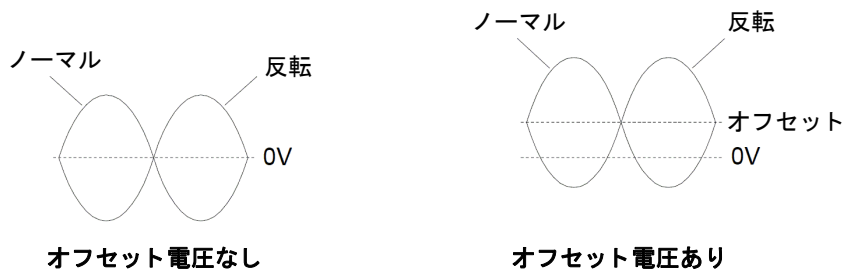 ノーマル
反転
0V
オフセット電圧なし
ノーマル
反転
オフセット
0V
オフセット電圧あり